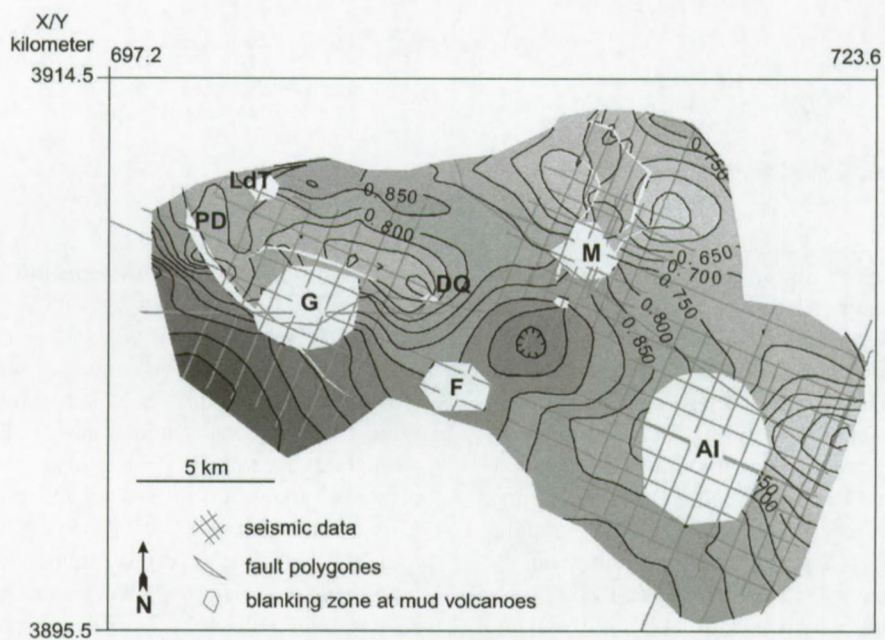 X/Y
kilometer
697.2
723.6
3914.5
0.750
LdT
0.850
PD
0.800
M
0.650
0.700
DQ
G
0.750
0.800
0.850
F
AI
5 km
700
seismic data
fault polygones
N
blanking zone at mud volcanoes
3895.5